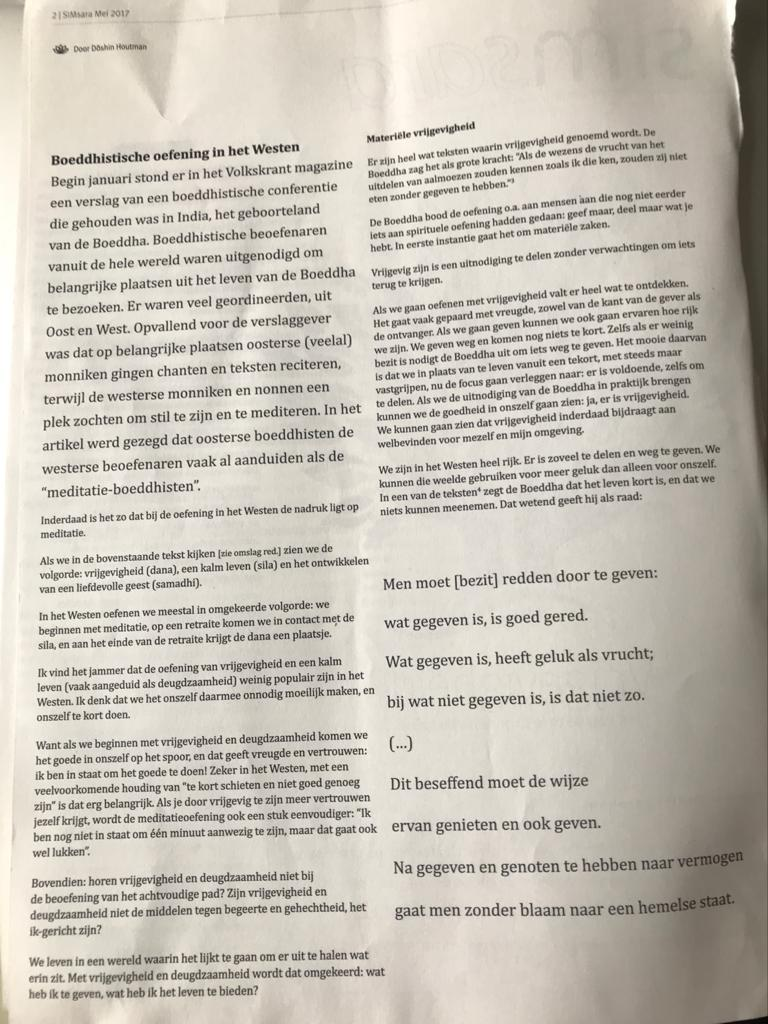 2 | SiMsara Mei 2017
Door Dōshin Houtman
Boeddhistische oefening in het Westen
Begin januari stond er in het Volkskrant magazine
een verslag van een boeddhistische conferentie
die gehouden was in India, het geboorteland
van de Boeddha. Boeddhistische beoefenaren
vanuit de hele wereld waren uitgenodigd om
belangrijke plaatsen uit het leven van de Boeddha
te bezoeken. Er waren veel geordineerden, uit
Oost en West. Opvallend voor de verslaggever
was dat op belangrijke plaatsen oosterse (veelal)
monniken gingen chanten en teksten reciteren,
terwijl de westerse monniken en nonnen een
plek zochten om stil te zijn en te mediteren. In het
artikel werd gezegd dat oosterse boeddhisten de
westerse beoefenaren vaak al aanduiden als de
“meditatie-boeddhisten”.
Inderdaad is het zo dat bij de oefening in het Westen de nadruk ligt op
meditatie.
Als we in de bovenstaande tekst kijken [zie omslag red.] zien we de
volgorde: vrijgevigheid (dana), een kalm leven (sila) en het ontwikkelen
van een liefdevolle geest (samadhi).
In het Westen oefenen we meestal in omgekeerde volgorde: we
beginnen met meditatie, op een retraite komen we in contact met de
sila, en aan het einde van de retraite krijgt de dana een plaatsje.
Ik vind het jammer dat de oefening van vrijgevigheid en een kalm
leven (vaak aangeduid als deugdzaamheid) weinig populair zijn in het
Westen. Ik denk dat we het onszelf daarmee onnodig moeilijk maken, en
onszelf te kort doen.
Want als we beginnen met vrijgevigheid en deugdzaamheid komen we
het goede in onszelf op het spoor, en dat geeft vreugde en vertrouwen:
ik ben in staat om het goede te doen! Zeker in het Westen, met een
veelvoorkomende houding van “te kort schieten en niet goed genoeg
zijn” is dat erg belangrijk. Als je door vrijgevig te zijn meer vertrouwen
jezelf krijgt, wordt de meditatieoefening ook een stuk eenvoudiger: “Ik
ben nog niet in staat om één minuut aanwezig te zijn, maar dat gaat ook
wel lukken”.
Bovendien: horen vrijgevigheid en deugdzaamheid niet bij
de beoefening van het achtvoudige pad? Zijn vrijgevigheid en
deugdzaamheid niet de middelen tegen begeerte en gehechtheid, het
ik-gericht zijn?
We leven in een wereld waarin het lijkt te gaan om er uit te halen wat
erin zit. Met vrijgevigheid en deugdzaamheid wordt dat omgekeerd: wat
heb ik te geven, wat heb ik het leven te bieden?
Materiële vrijgevigheid
Er zijn heel wat teksten waarin vrijgevigheid genoemd wordt. De
Boeddha zag het als grote kracht: “Als de wezens de vrucht van het
uitdelen van aalmoezen zouden kennen zoals ik die ken, zouden zij niet
eten zonder gegeven te hebben.”³
De Boeddha bood de oefening o.a. aan mensen aan die nog niet eerder
iets aan spirituele oefening hadden gedaan: geef maar, deel maar wat je
hebt. In eerste instantie gaat het om materiële zaken.
Vrijgevig zijn is een uitnodiging te delen zonder verwachtingen om iets
terug te krijgen.
Als we gaan oefenen met vrijgevigheid valt er heel wat te ontdekken.
Het gaat vaak gepaard met vreugde, zowel van de kant van de gever als
de ontvanger. Als we gaan geven kunnen we ook gaan ervaren hoe rijk
we zijn. We geven weg en komen nog niets te kort. Zelfs als er weinig
bezit is nodigt de Boeddha uit om iets weg te geven. Het mooie daarvan
is dat we in plaats van te leven vanuit een tekort, met steeds maar
vastgrijpen, nu de focus gaan verleggen naar: er is voldoende, zelfs om
te delen. Als we de uitnodiging van de Boeddha in praktijk brengen
kunnen we de goedheid in onszelf gaan zien: ja, er is vrijgevigheid.
We kunnen gaan zien dat vrijgevigheid inderdaad bijdraagt aan
welbevinden voor mezelf en mijn omgeving.
We zijn in het Westen heel rijk. Er is zoveel te delen en weg te geven. We
kunnen die weelde gebruiken voor meer geluk dan alleen voor onszelf.
In een van de teksten⁴ zegt de Boeddha dat het leven kort is, en dat we
niets kunnen meenemen. Dat wetend geeft hij als raad:
Men moet [bezit] redden door te geven:
wat gegeven is, is goed gered.
Wat gegeven is, heeft geluk als vrucht;
bij wat niet gegeven is, is dat niet zo.
(...)
Dit beseffend moet de wijze
ervan genieten en ook geven.
Na gegeven en genoten te hebben naar vermogen
gaat men zonder blaam naar een hemelse staat.